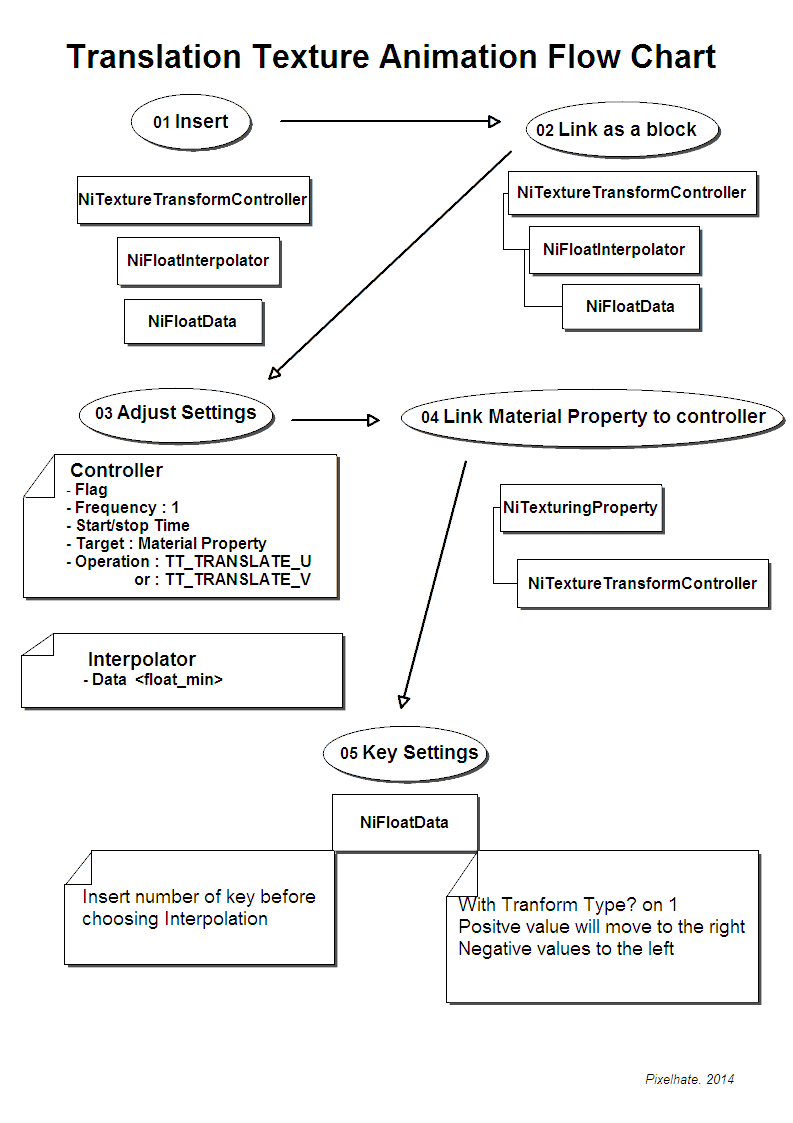 Translation Texture Animation Flow Chart
01 Insert
02 Link as a block
NiTextureTransformController
NiFloatInterpolator
NiFloatData
NiTextureTransformController
NiFloatInterpolator
NiFloatData
03 Adjust Settings
04 Link Material Property to controller
Controller
- Flag
- Frequency : 1
- Start/stop Time
- Target : Material Property
- Operation : TT_TRANSLATE_U
or : TT_TRANSLATE_V
NiTexturingProperty
NiTextureTransformController
Interpolator
- Data <float_min>
05 Key Settings
NiFloatData
Insert number of key before
choosing Interpolation
With Tranform Type? on 1
Positve value will move to the right
Negative values to the left
Pixelhate. 2014